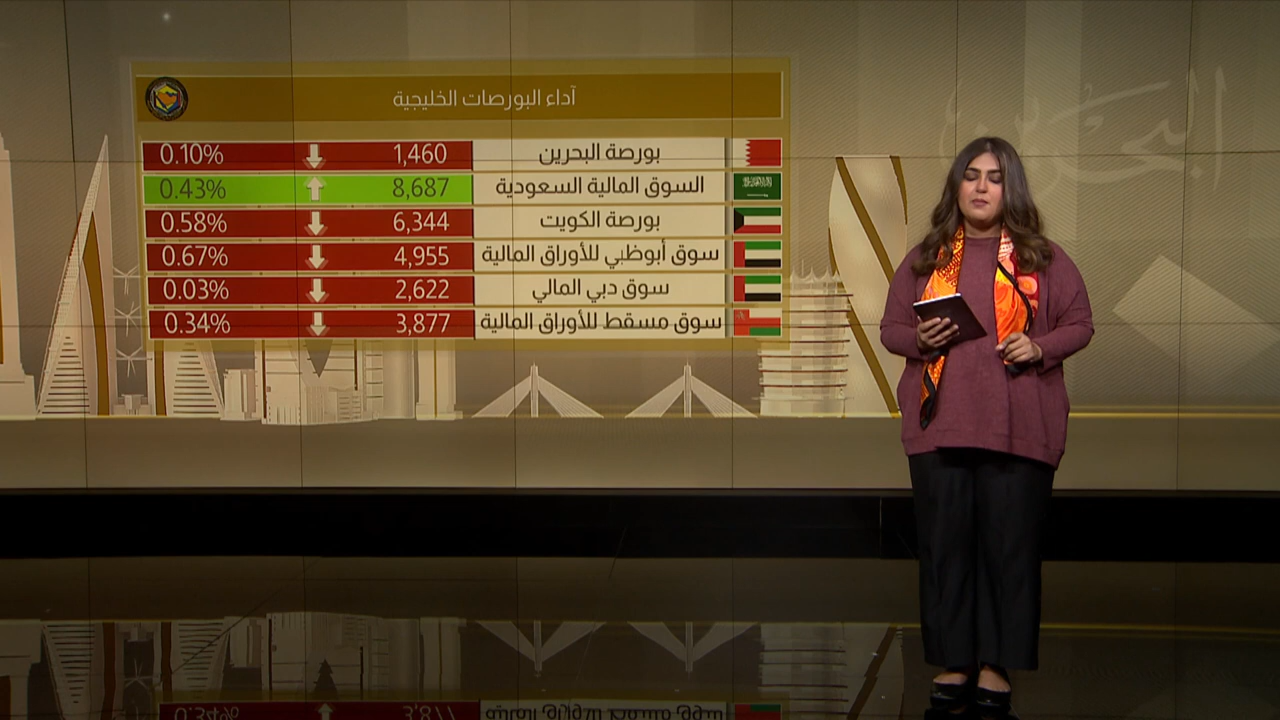 آداء البورصات الخليجية
بورصة البحرين 1,460 0.10%
السوق المالية السعودية 8,687 0.43%
بورصة الكويت 6,344 0.58%
سوق أبوظبي للأوراق المالية 4,955 0.67%
سوق دبي المالي 2,622 0.03%
سوق مسقط للأوراق المالية 3,877 0.34%
البحرين